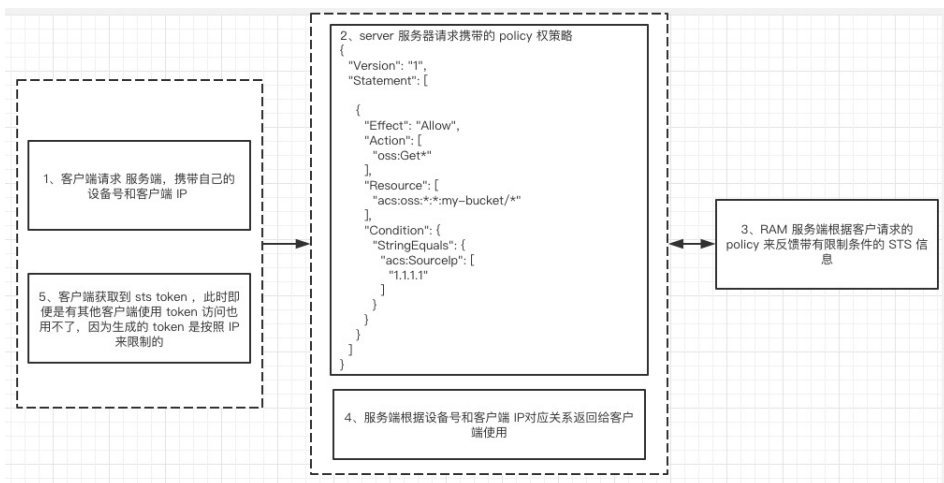 1、客户端请求 服务端，携带自己的
设备号和客户端 IP
5、客户端获取到 sts token ，此时即
便是有其他客户端使用 token 访问也
用不了，因为生成的 token 是按照 IP
来限制的
2、server 服务器请求携带的 policy 权策略
{
"Version": "1",
"Statement": [
{
"Effect": "Allow",
"Action": [
"oss:Get*"
],
"Resource": [
"acs:oss:*:*:my-bucket/*"
],
"Condition": {
"StringEquals": {
"acs:SourceIp": [
"1.1.1.1"
]
}
}
}
]
}
4、服务端根据设备号和客户端 IP对应关系返回给客户
端使用
3、RAM 服务端根据客户请求的
policy 来反馈带有限制条件的 STS 信
息